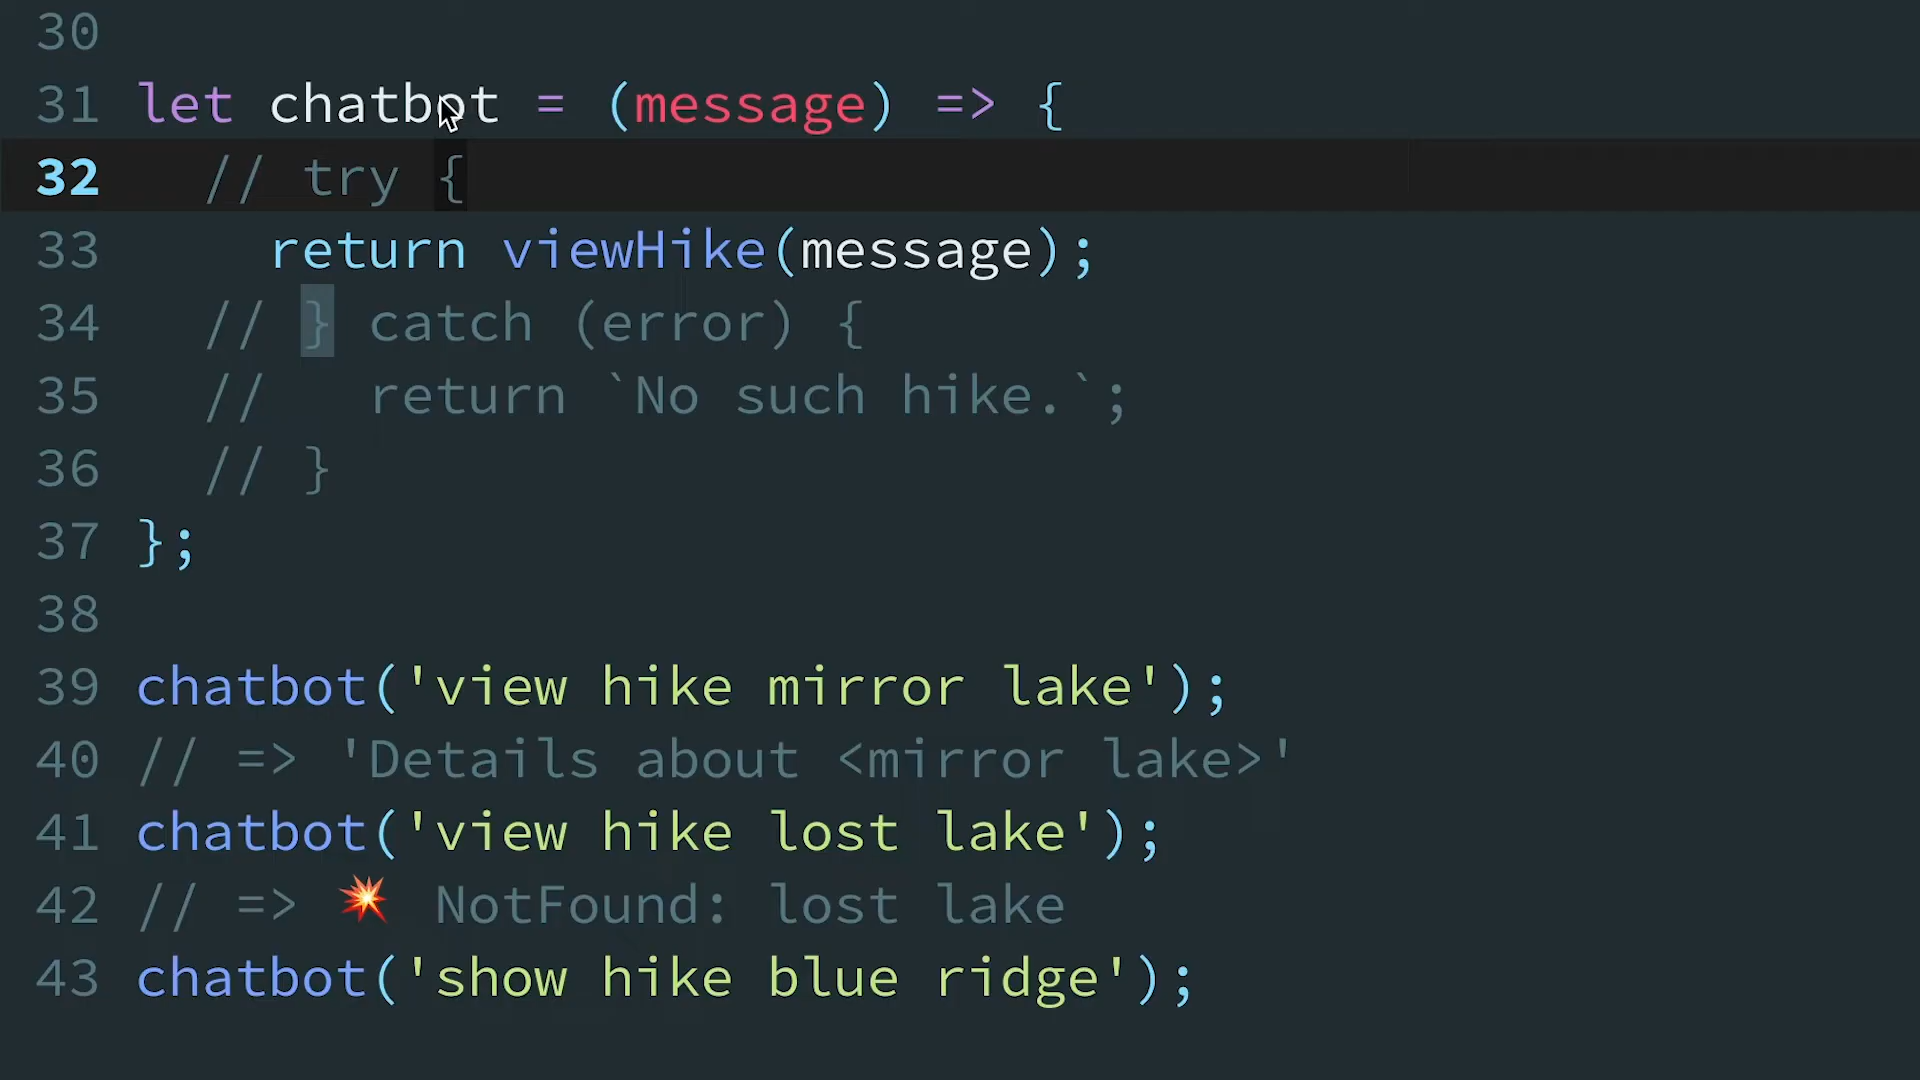 30
31 let chatbot = (message) => {
32   // try {
33     return viewHike(message);
34   // } catch (error) {
35   //   return `No such hike.`;
36   // }
37 };
38
39 chatbot('view hike mirror lake');
40 // => 'Details about <mirror lake>'
41 chatbot('view hike lost lake');
42 // => 💥 NotFound: lost lake
43 chatbot('show hike blue ridge');